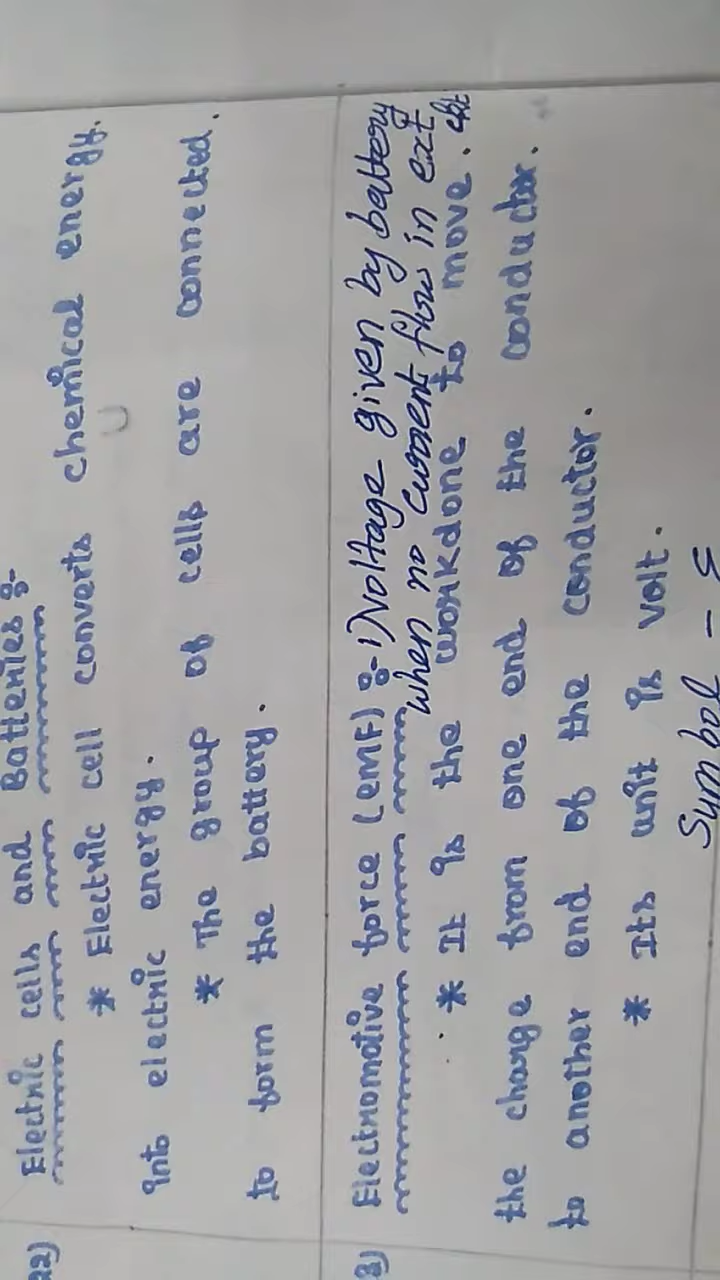 22) Electric cells and Batteries :-
* Electric cell converts chemical energy
into electric energy.
* The group of cells are connected
to form the battery.
3) Electromotive force (EMF) :- 1) Voltage given by battery
when no current flow in ext ckt
* It is the workdone to move
the charge from one end of the conductor
to another end of the conductor.
* Its unit is volt.
Symbol - ε